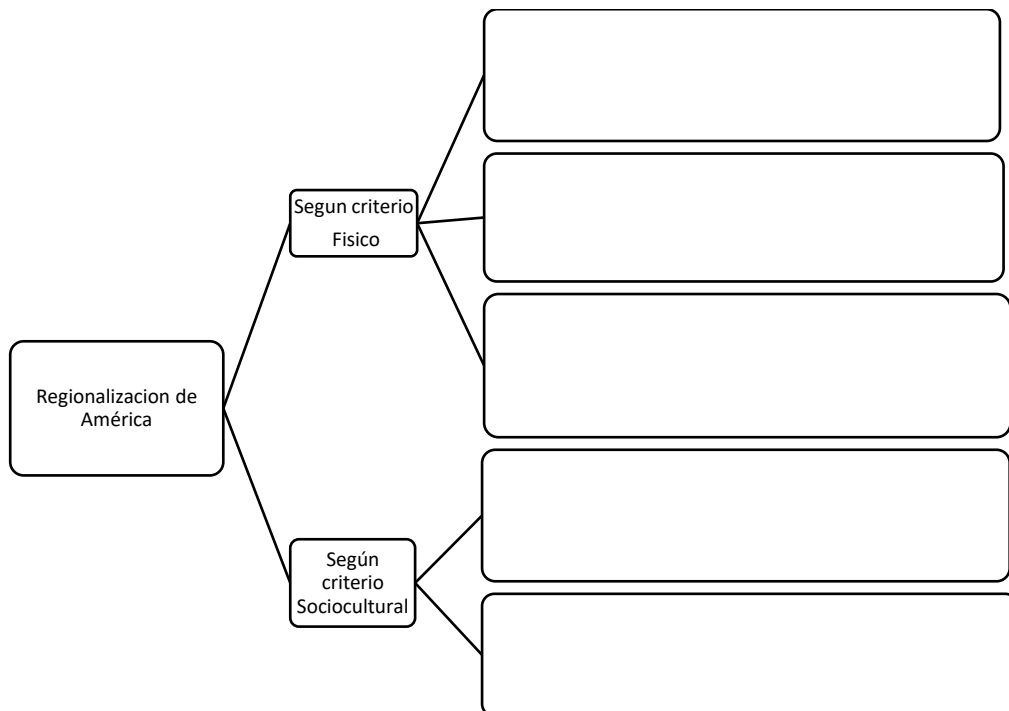 Segun criterio
Fisico
Regionalizacion de
América
Según
criterio
Sociocultural